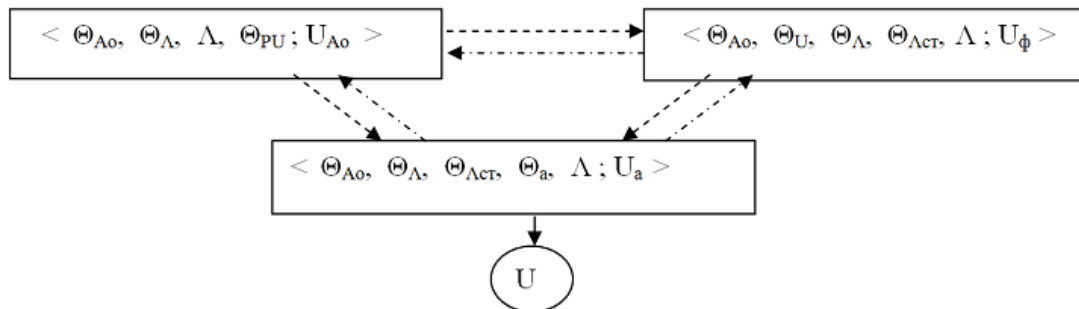 < Θ_Ao, Θ_Λ, Λ, Θ_PU ; U_Ao >
< Θ_Ao, Θ_U, Θ_Λ, Θ_Λст, Λ ; U_ф >
< Θ_Ao, Θ_Λ, Θ_Λст, Θ_a, Λ ; U_a >
U